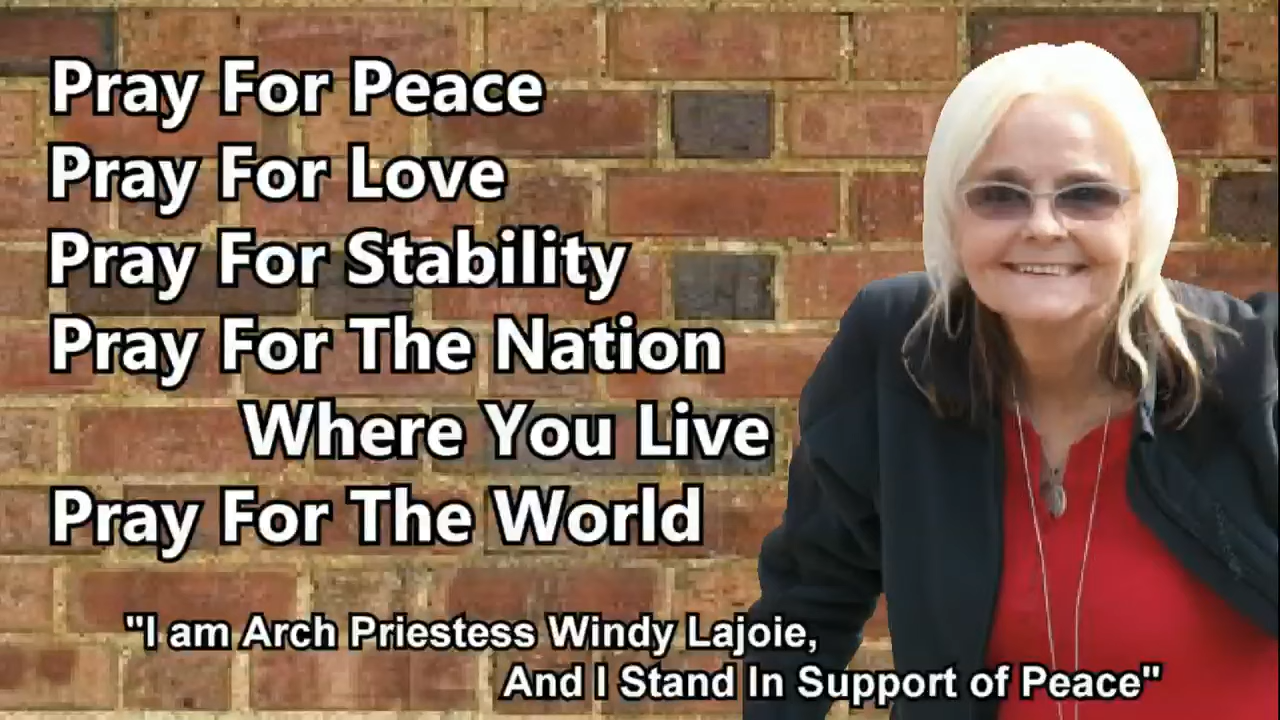 Pray For Peace
Pray For Love
Pray For Stability
Pray For The Nation
Where You Live
Pray For The World
"I am Arch Priestess Windy Lajoie,
And I Stand In Support of Peace"